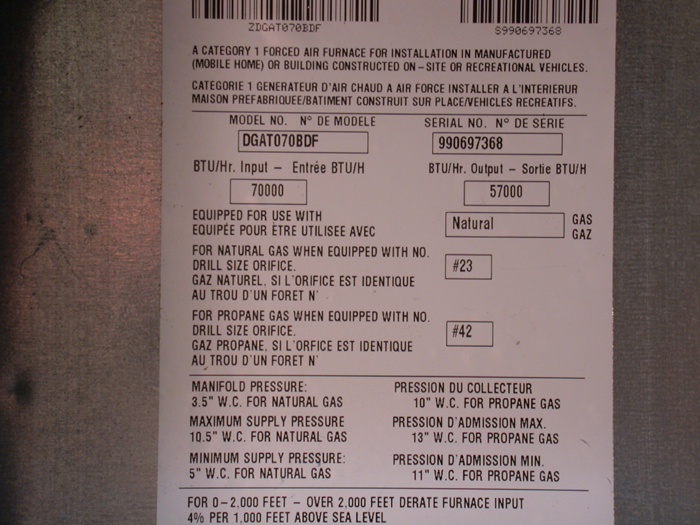 ZDGAT070BDF S990697368
A CATEGORY 1 FORCED AIR FURNACE FOR INSTALLATION IN MANUFACTURED
(MOBILE HOME) OR BUILDING CONSTRUCTED ON-SITE OR RECREATIONAL VEHICLES.
CATEGORIE 1 GENERATEUR D'AIR CHAUD A AIR FORCE INSTALLER A L'INTERIERUR
MAISON PREFABRIQUEE/BATIMENT CONSTRUIT SUR PLACE/VEHICLES RECREATIFS.
MODEL NO. Nº DE MODELE SERIAL NO. Nº DE SÉRIE
DGAT070BDF 990697368
BTU/Hr. Input - Entrée BTU/H BTU/Hr. Output - Sortie BTU/H
70000 57000
EQUIPPED FOR USE WITH
EQUIPÉE POUR ÈTRE UTILISEE AVEC
Natural
GAS
GAZ
FOR NATURAL GAS WHEN EQUIPPED WITH NO.
DRILL SIZE ORIFICE.
GAZ NATUREL, SI L'ORIFICE EST IDENTIQUE
AU TROU D'UN FORET N'
#23
FOR PROPANE GAS WHEN EQUIPPED WITH NO.
DRILL SIZE ORIFICE.
GAZ PROPANE, SI L'ORFICE EST IDENTIQUE
AU TROU D'UN FORET N'
#42
MANIFOLD PRESSURE: PRESSION DU COLLECTEUR
3.5" W.C. FOR NATURAL GAS 10" W.C. FOR PROPANE GAS
MAXIMUM SUPPLY PRESSURE PRESSION D'ADMISSION MAX.
10.5" W.C. FOR NATURAL GAS 13" W.C. FOR PROPANE GAS
MINIMUM SUPPLY PRESSURE: PRESSION D'ADMISSION MIN.
5" W.C. FOR NATURAL GAS 11" W.C. FOR PROPANE GAS
FOR 0-2,000 FEET - OVER 2,000 FEET DERATE FURNACE INPUT
4% PER 1,000 FEET ABOVE SEA LEVEL